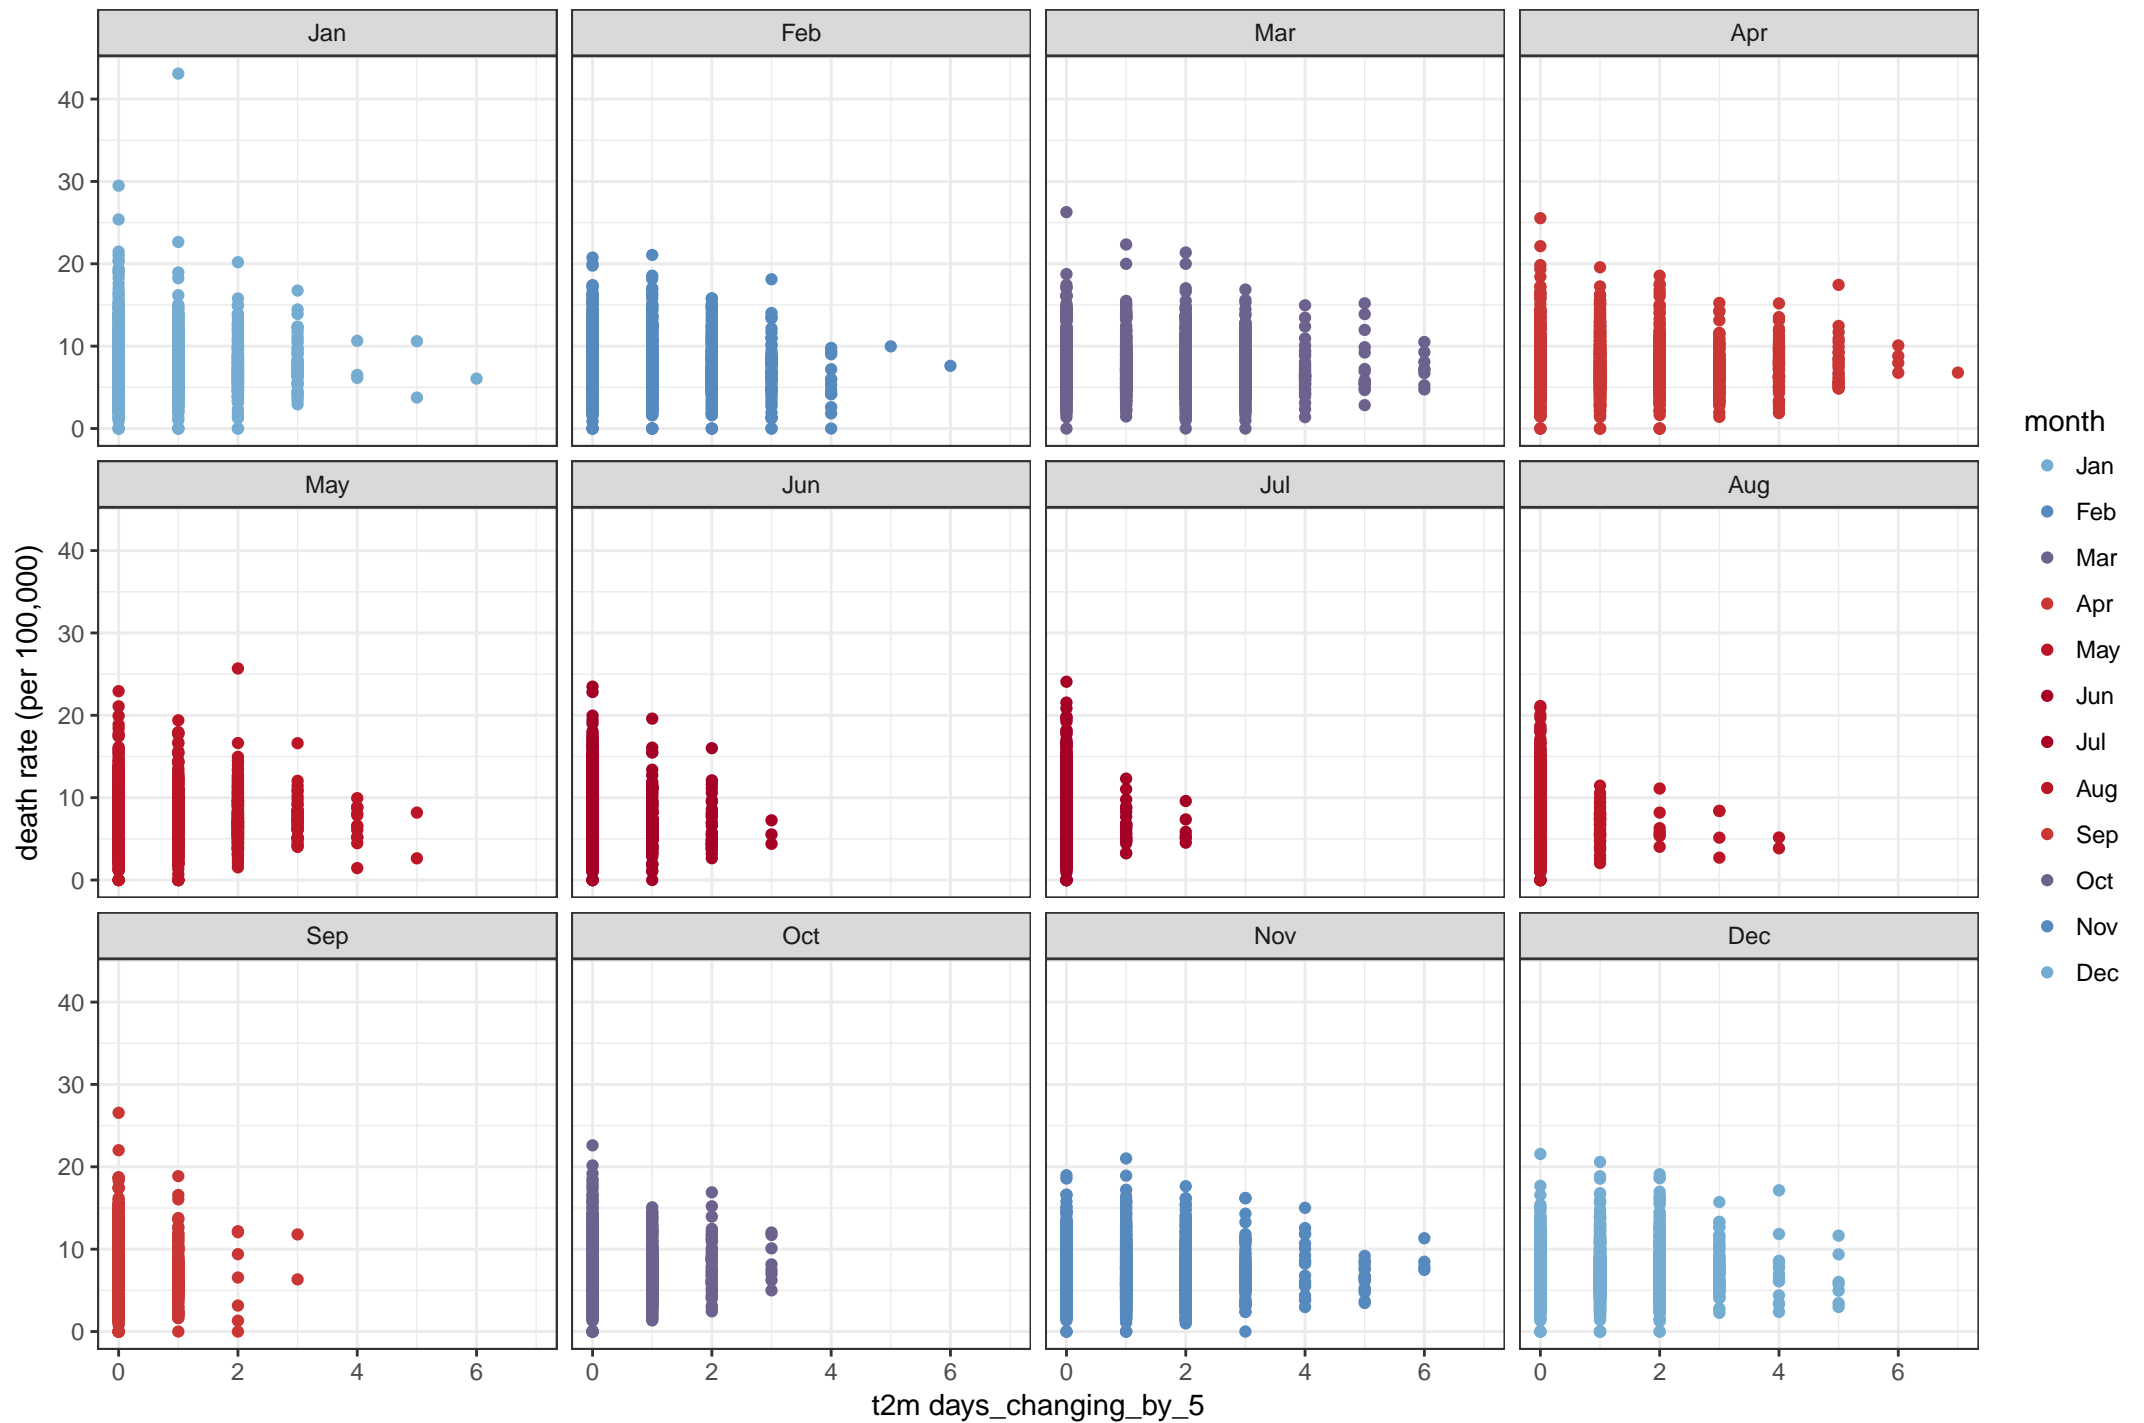 Jan Feb Mar Apr
40
30
20
10
0
May Jun Jul Aug
40
30
20
10
0
Sep Oct Nov Dec
40
30
20
10
0
0 2 4 6 0 2 4 6 0 2 4 6 0 2 4 6
t2m days_changing_by_5
death rate (per 100,000)
month
Jan
Feb
Mar
Apr
May
Jun
Jul
Aug
Sep
Oct
Nov
Dec